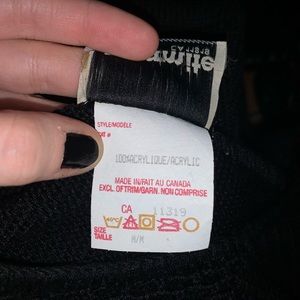 STYLE/MODÈLE
100%ACRYLIQUE/ACRYLIC
MADE IN/FAIT AU CANADA
EXCL. OF TRIM/GARN. NON COMPRISE
CA 11319
SIZE
TAILLE M/M